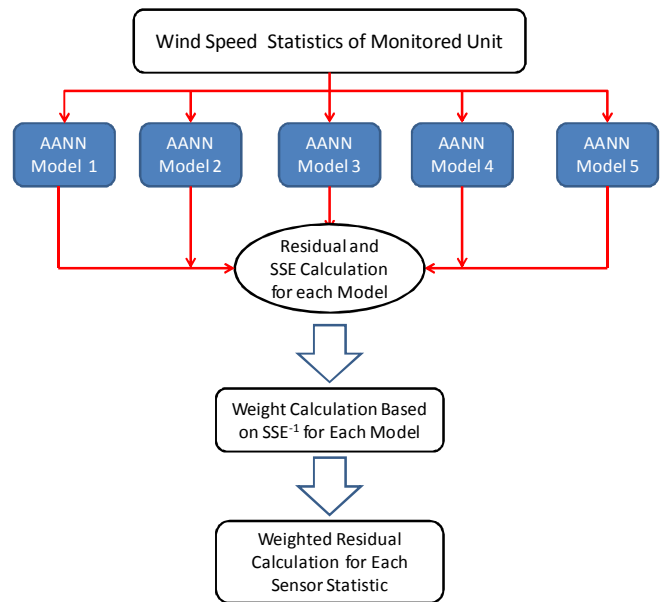 Wind Speed Statistics of Monitored Unit
AANN
Model 1
AANN
Model 2
AANN
Model 3
AANN
Model 4
AANN
Model 5
Residual and
SSE Calculation
for each Model
Weight Calculation Based
on SSE⁻¹ for Each Model
Weighted Residual
Calculation for Each
Sensor Statistic